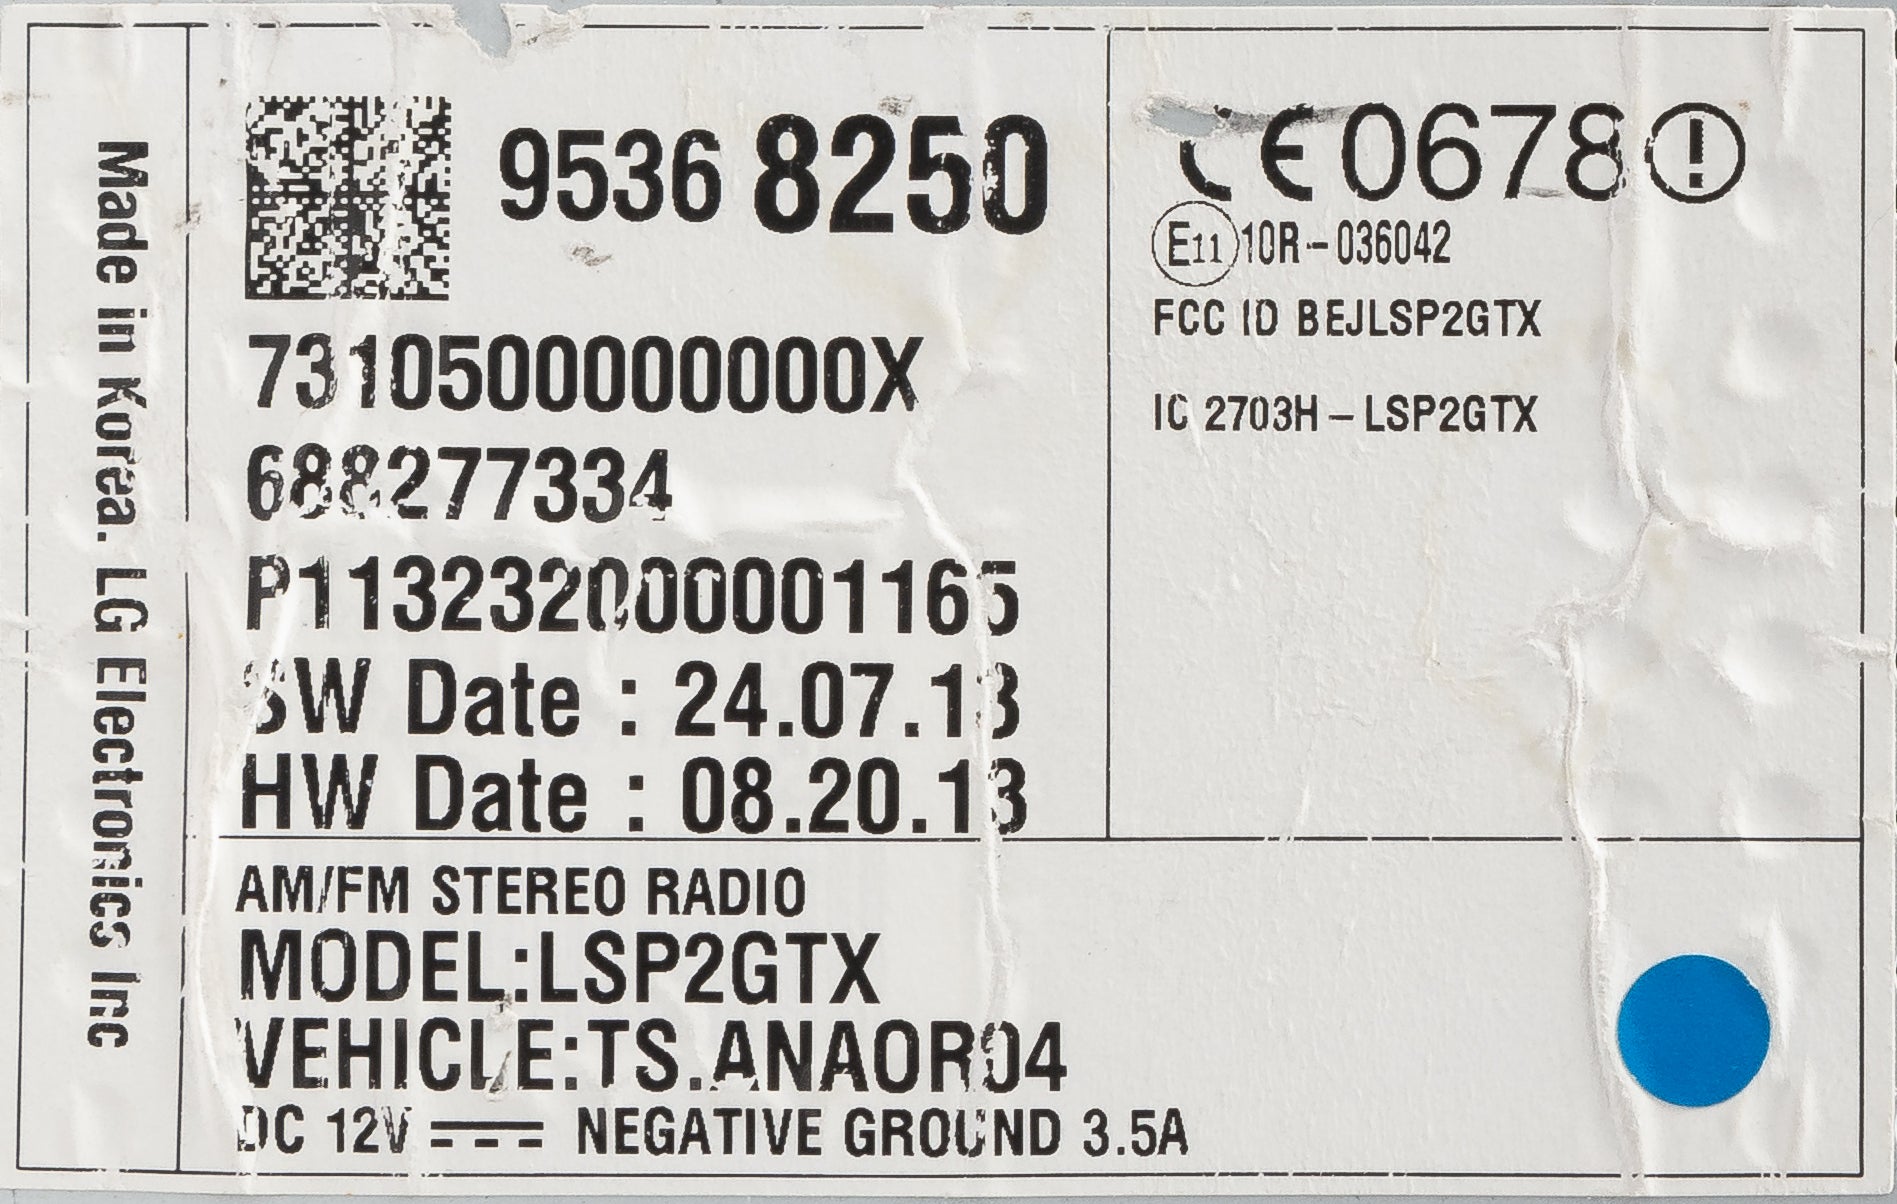 Made in Korea. LG Electronics Inc
9536 8250
7310500000000X
688277334
P1132320000001165
SW Date : 24.07.13
HW Date : 08.20.13
CE0678
E11 10R-036042
FCC ID BEJLSP2GTX
IC 2703H-LSP2GTX
AM/FM STEREO RADIO
MODEL:LSP2GTX
VEHICLE:TS.ANAOR04
DC 12V NEGATIVE GROUND 3.5A